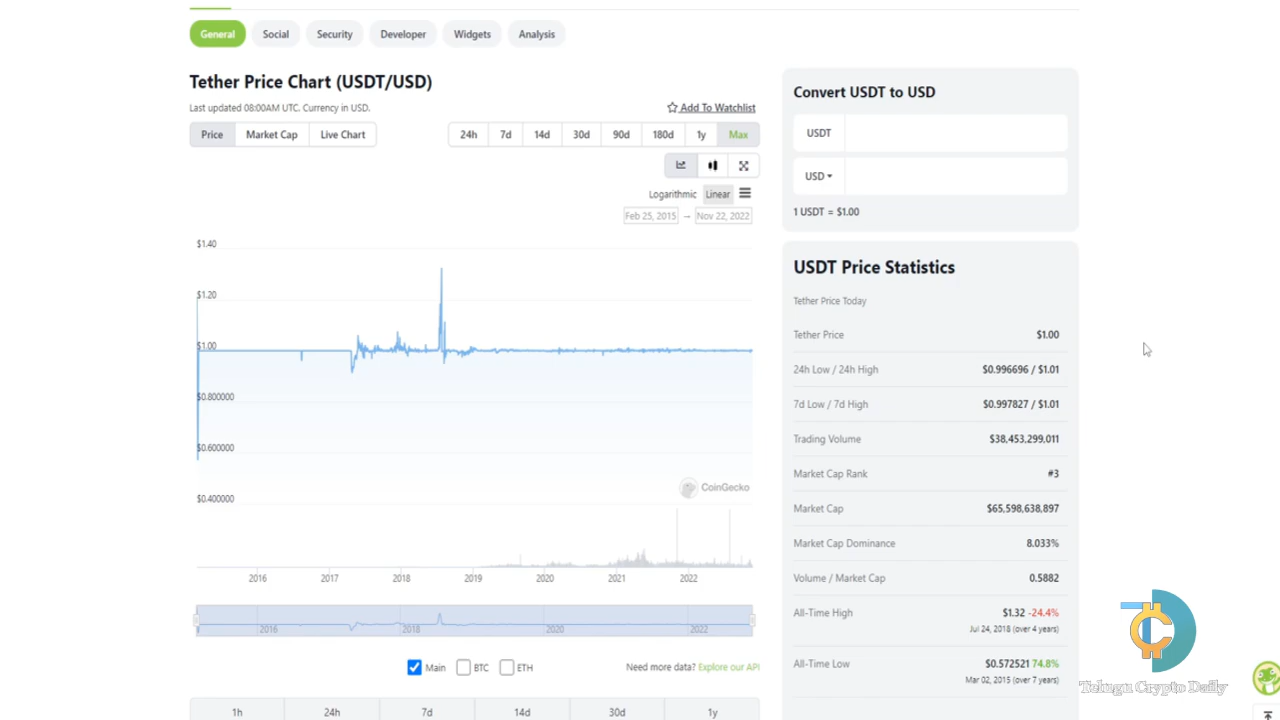 General Social Security Developer Widgets Analysis
Tether Price Chart (USDT/USD)
Last updated 08:00AM UTC. Currency in USD.
Add To Watchlist
Price Market Cap Live Chart
24h 7d 14d 30d 90d 180d 1y Max
Logarithmic Linear
Feb 25, 2015 → Nov 22, 2022
$1.40
$1.20
$1.00
$0.800000
$0.600000
$0.400000
CoinGecko
2016 2017 2018 2019 2020 2021 2022
2016 2018 2020 2022
Main BTC ETH
Need more data? Explore our API
1h 24h 7d 14d 30d 1y
Convert USDT to USD
USDT
USD
1 USDT = $1.00
USDT Price Statistics
Tether Price Today
Tether Price $1.00
24h Low / 24h High $0.996696 / $1.01
7d Low / 7d High $0.997827 / $1.01
Trading Volume $38,453,299,011
Market Cap Rank #3
Market Cap $65,598,638,897
Market Cap Dominance 8.033%
Volume / Market Cap 0.5882
All-Time High $1.32 -24.4%
Jul 24, 2018 (over 4 years)
All-Time Low $0.572521 74.8%
Mar 02, 2015 (over 7 years)
Telugu Crypto Daily